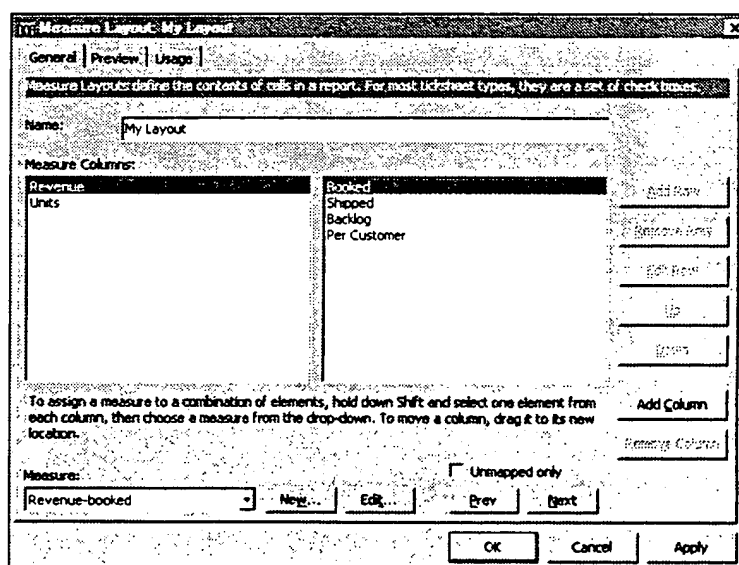 Measure Layout: My Layout
General Preview Usage
Measure Layouts define the contents of cells in a report. For most ticksheet types, they are a set of check boxes.
Name: My Layout
Measure Columns:
Revenue
Units
Booked
Shipped
Backlog
Per Customer
Add Row
Remove Row
Edit Row
Up
Down
To assign a measure to a combination of elements, hold down Shift and select one element from
each column, then choose a measure from the drop-down. To move a column, drag it to its new
location.
Add Column
Remove Column
Measure:
Unmapped only
Revenue-booked New... Edit... Prev Next
OK Cancel Apply